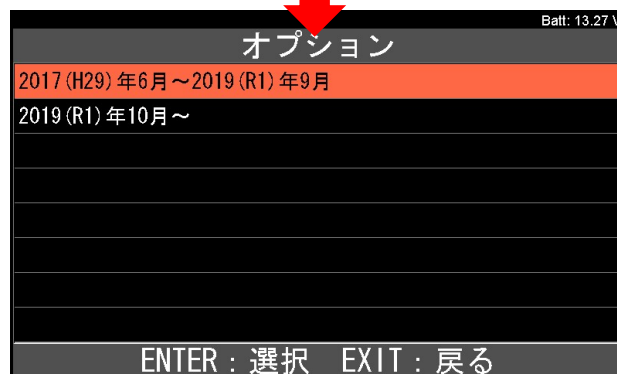 Batt: 13.27 V
オプション
2017(H29)年6月～2019(R1)年9月
2019(R1)年10月～
ENTER：選択 EXIT：戻る